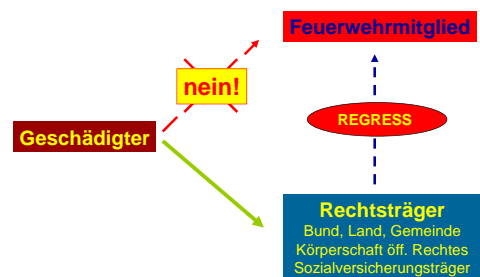 Feuerwehrmitglied
nein!
REGRESS
Geschädigter
Rechtsträger
Bund, Land, Gemeinde
Körperschaft öff. Rechtes
Sozialversicherungsträger